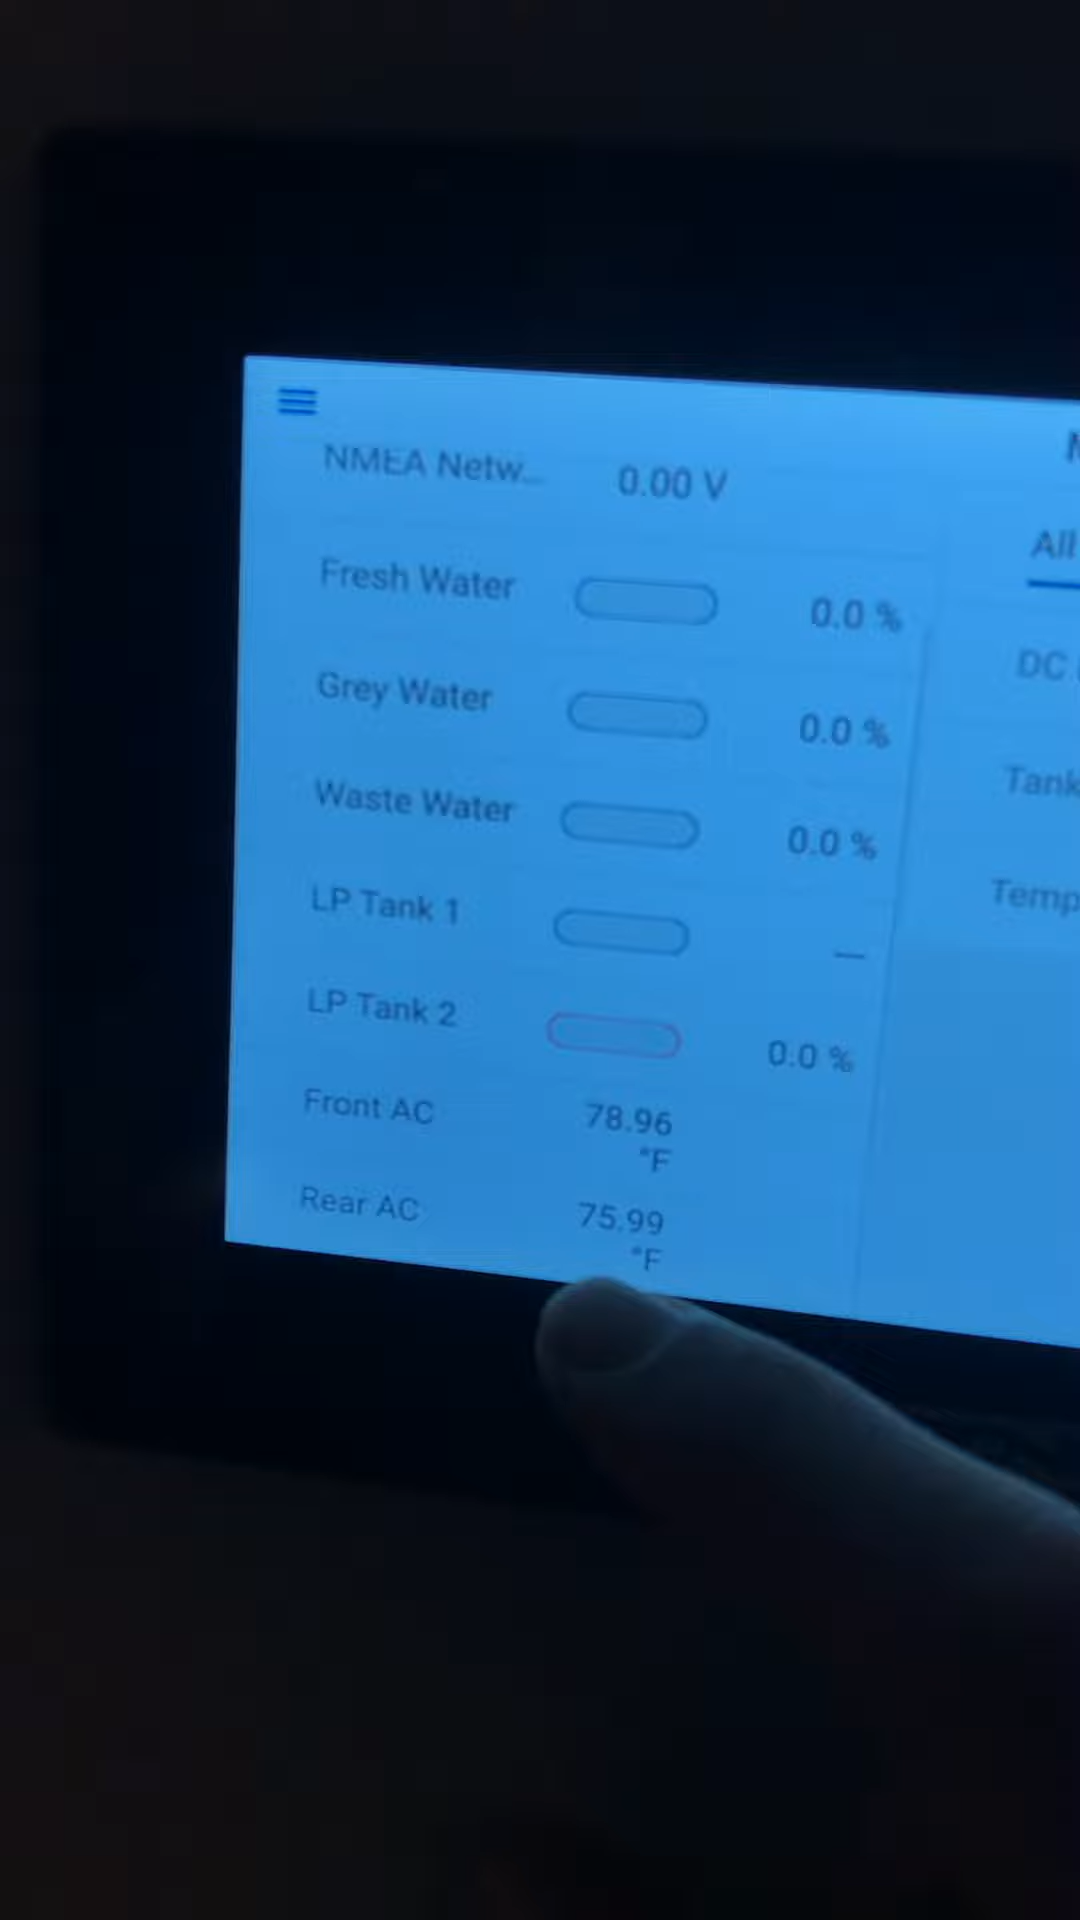 NMEA Netw... 0.00 V
Fresh Water 0.0 %
Grey Water 0.0 %
Waste Water 0.0 %
LP Tank 1 —
LP Tank 2 0.0 %
Front AC 78.96 °F
Rear AC 75.99 °F
All
DC
Tank
Temp